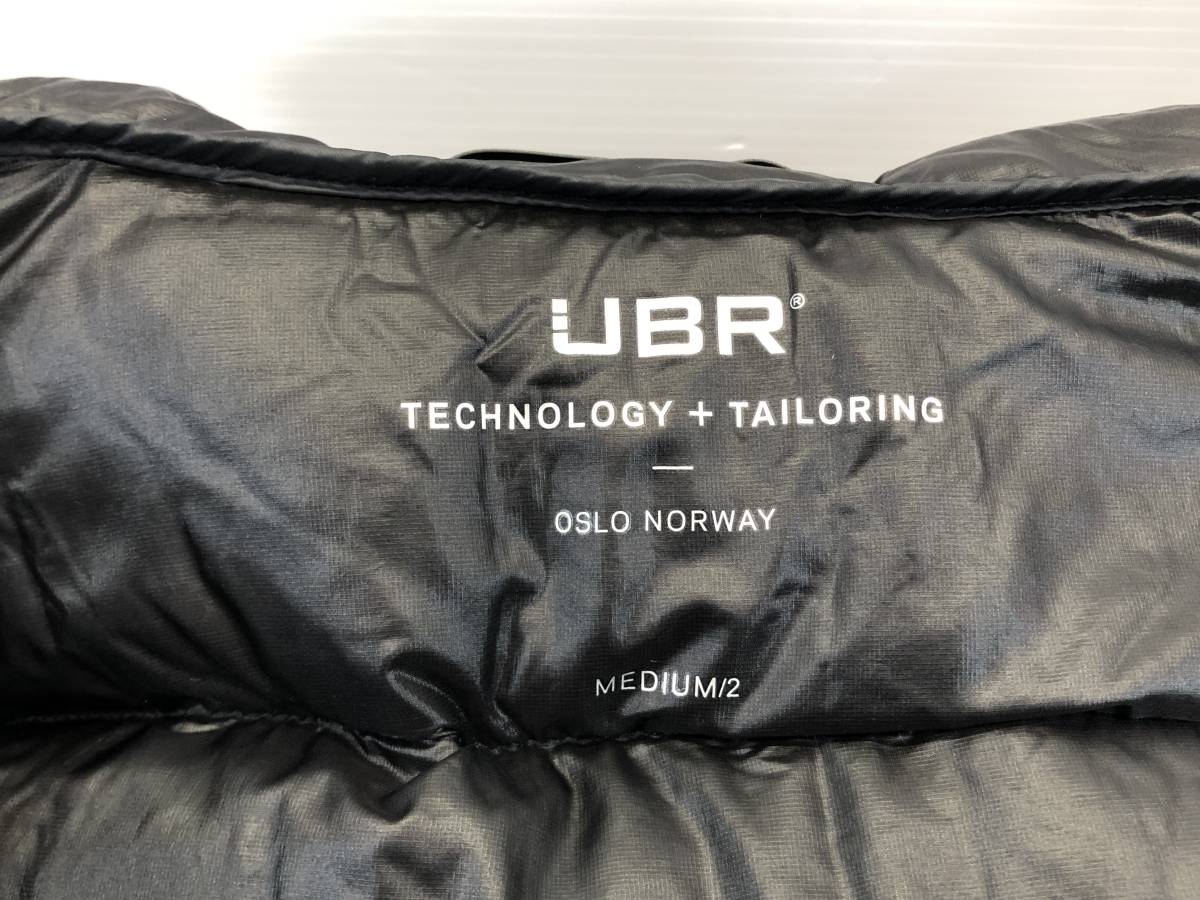 UBR®
TECHNOLOGY + TAILORING
OSLO NORWAY
MEDIUM/2